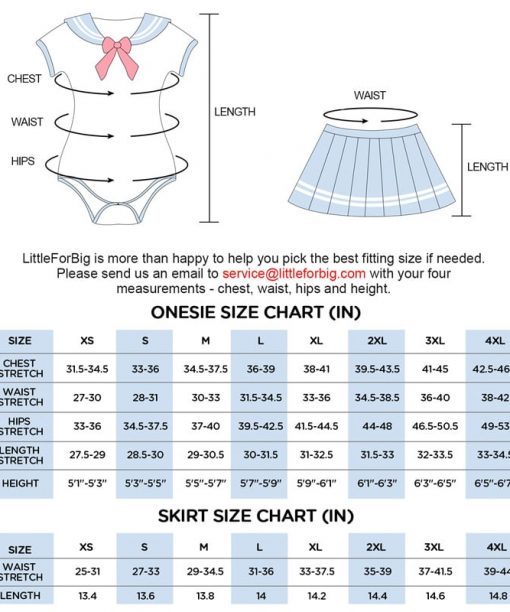 CHEST
WAIST
HIPS
LENGTH
WAIST
LENGTH
LittleForBig is more than happy to help you pick the best fitting size if needed.
Please send us an email to service@littleforbig.com with your four
measurements - chest, waist, hips and height.
ONESIE SIZE CHART (IN)
SIZE XS S M L XL 2XL 3XL 4XL
CHEST STRETCH 31.5-34.5 33-36 34.5-37.5 36-39 38-41 39.5-43.5 41-45 42.5-46
WAIST STRETCH 27-30 28-31 30-33 31.5-34.5 33-36 34.5-38.5 36-40 38-42
HIPS STRETCH 33-36 34.5-37.5 37-40 39.5-42.5 41.5-44.5 44-48 46.5-50.5 49-53
LENGTH STRETCH 27.5-29 28.5-30 29-30.5 30-31.5 31-32.5 31.5-33 32-33.5 33-34.5
HEIGHT 5'1"-5'3" 5'3"-5'5" 5'5"-5'7" 5'7"-5'9" 5'9"-6'1" 6'1"-6'3" 6'3"-6'5" 6'5"-6'7"
SKIRT SIZE CHART (IN)
SIZE XS S M L XL 2XL 3XL 4XL
WAIST STRETCH 25-31 27-33 29-34.5 31-36 33-37.5 35-39 37-41.5 39-44
LENGTH 13.4 13.6 13.8 14 14.2 14.4 14.6 14.8